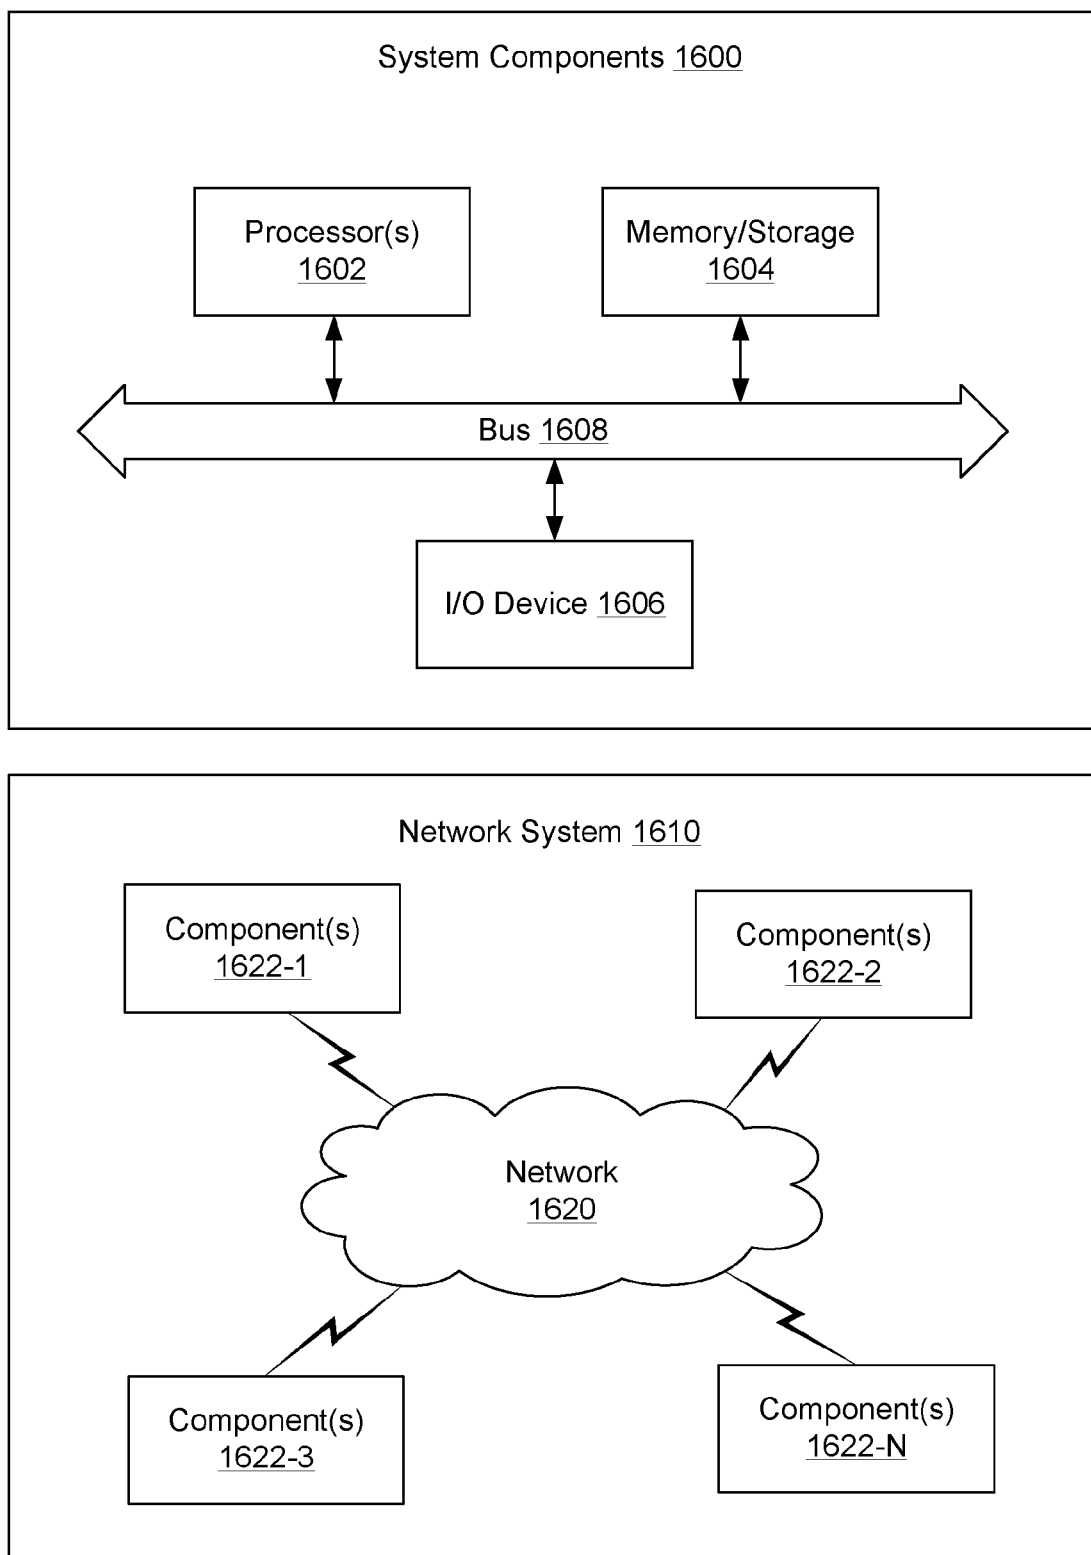 System Components 1600
Processor(s)
1602
Memory/Storage
1604
Bus 1608
I/O Device 1606
Network System 1610
Component(s)
1622-1
Component(s)
1622-2
Network
1620
Component(s)
1622-3
Component(s)
1622-N